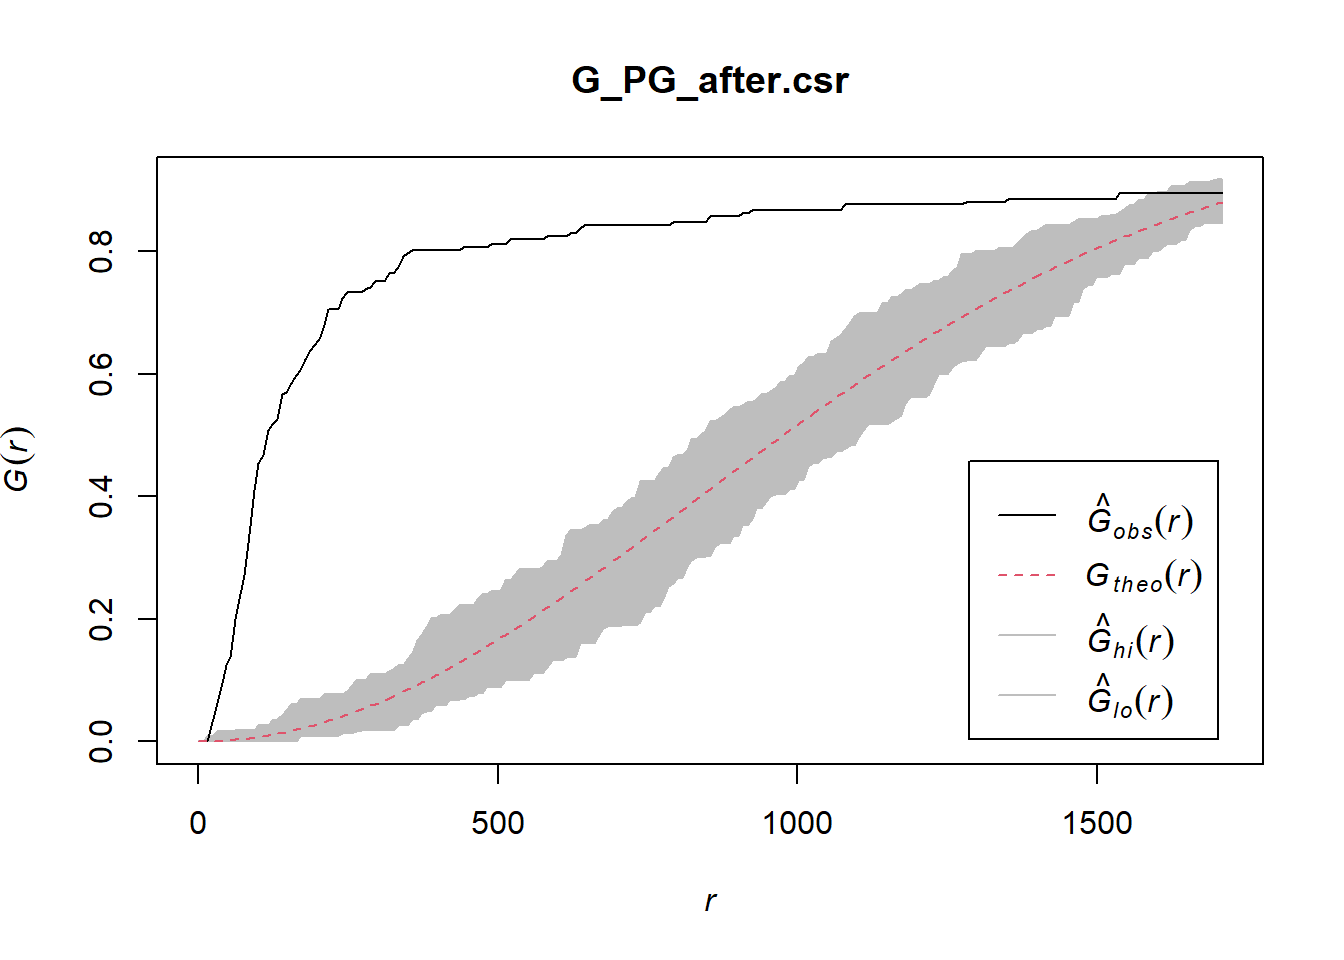 G_PG_after.csr
G(r)
0.8
0.6
0.4
0.2
0.0
Ĝobs(r)
Gtheo(r)
Ĝhi(r)
Ĝlo(r)
0 500 1000 1500
r